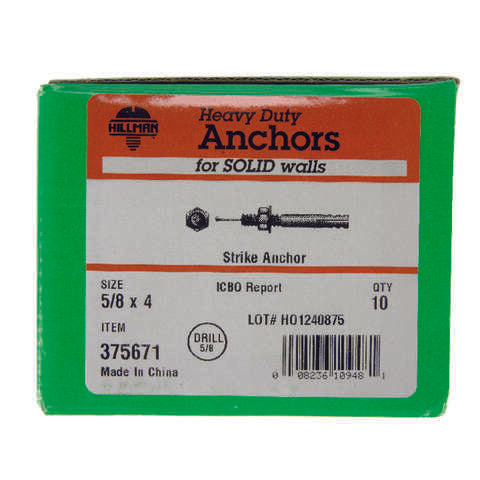 HILLMAN
Heavy Duty
Anchors
for SOLID walls
Strike Anchor
SIZE
5/8 x 4
ICBO Report
QTY
10
LOT# HO1240875
ITEM
375671
DRILL
5/8
Made In China
0 08236 10948 1